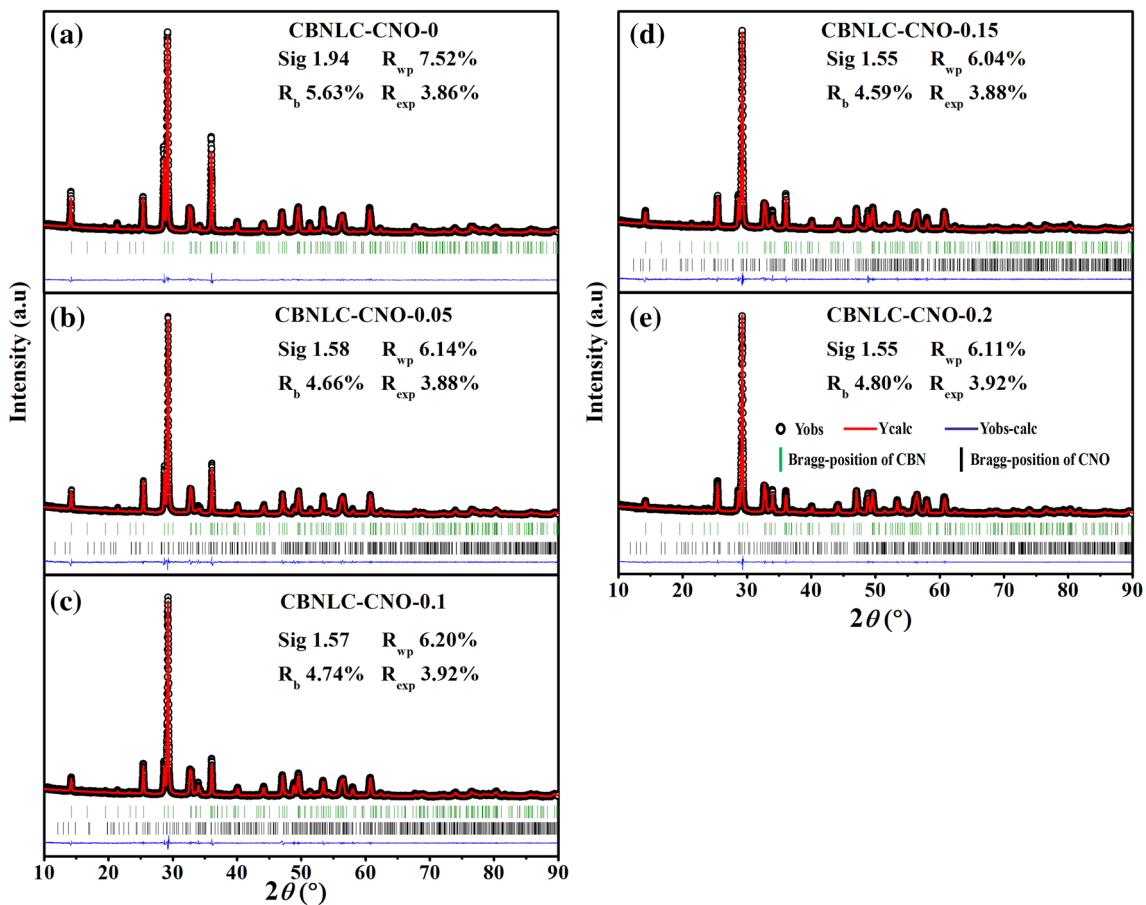 (a)
CBNLC-CNO-0
Sig 1.94 Rwp 7.52%
Rb 5.63% Rexp 3.86%
(b)
CBNLC-CNO-0.05
Sig 1.58 Rwp 6.14%
Rb 4.66% Rexp 3.88%
(c)
CBNLC-CNO-0.1
Sig 1.57 Rwp 6.20%
Rb 4.74% Rexp 3.92%
Intensity (a.u)
10 20 30 40 50 60 70 80 90
2θ (°)
(d)
CBNLC-CNO-0.15
Sig 1.55 Rwp 6.04%
Rb 4.59% Rexp 3.88%
(e)
CBNLC-CNO-0.2
Sig 1.55 Rwp 6.11%
Rb 4.80% Rexp 3.92%
Yobs Ycalc Yobs-calc
Bragg-position of CBN Bragg-position of CNO
Intensity (a.u)
10 20 30 40 50 60 70 80 90
2θ (°)